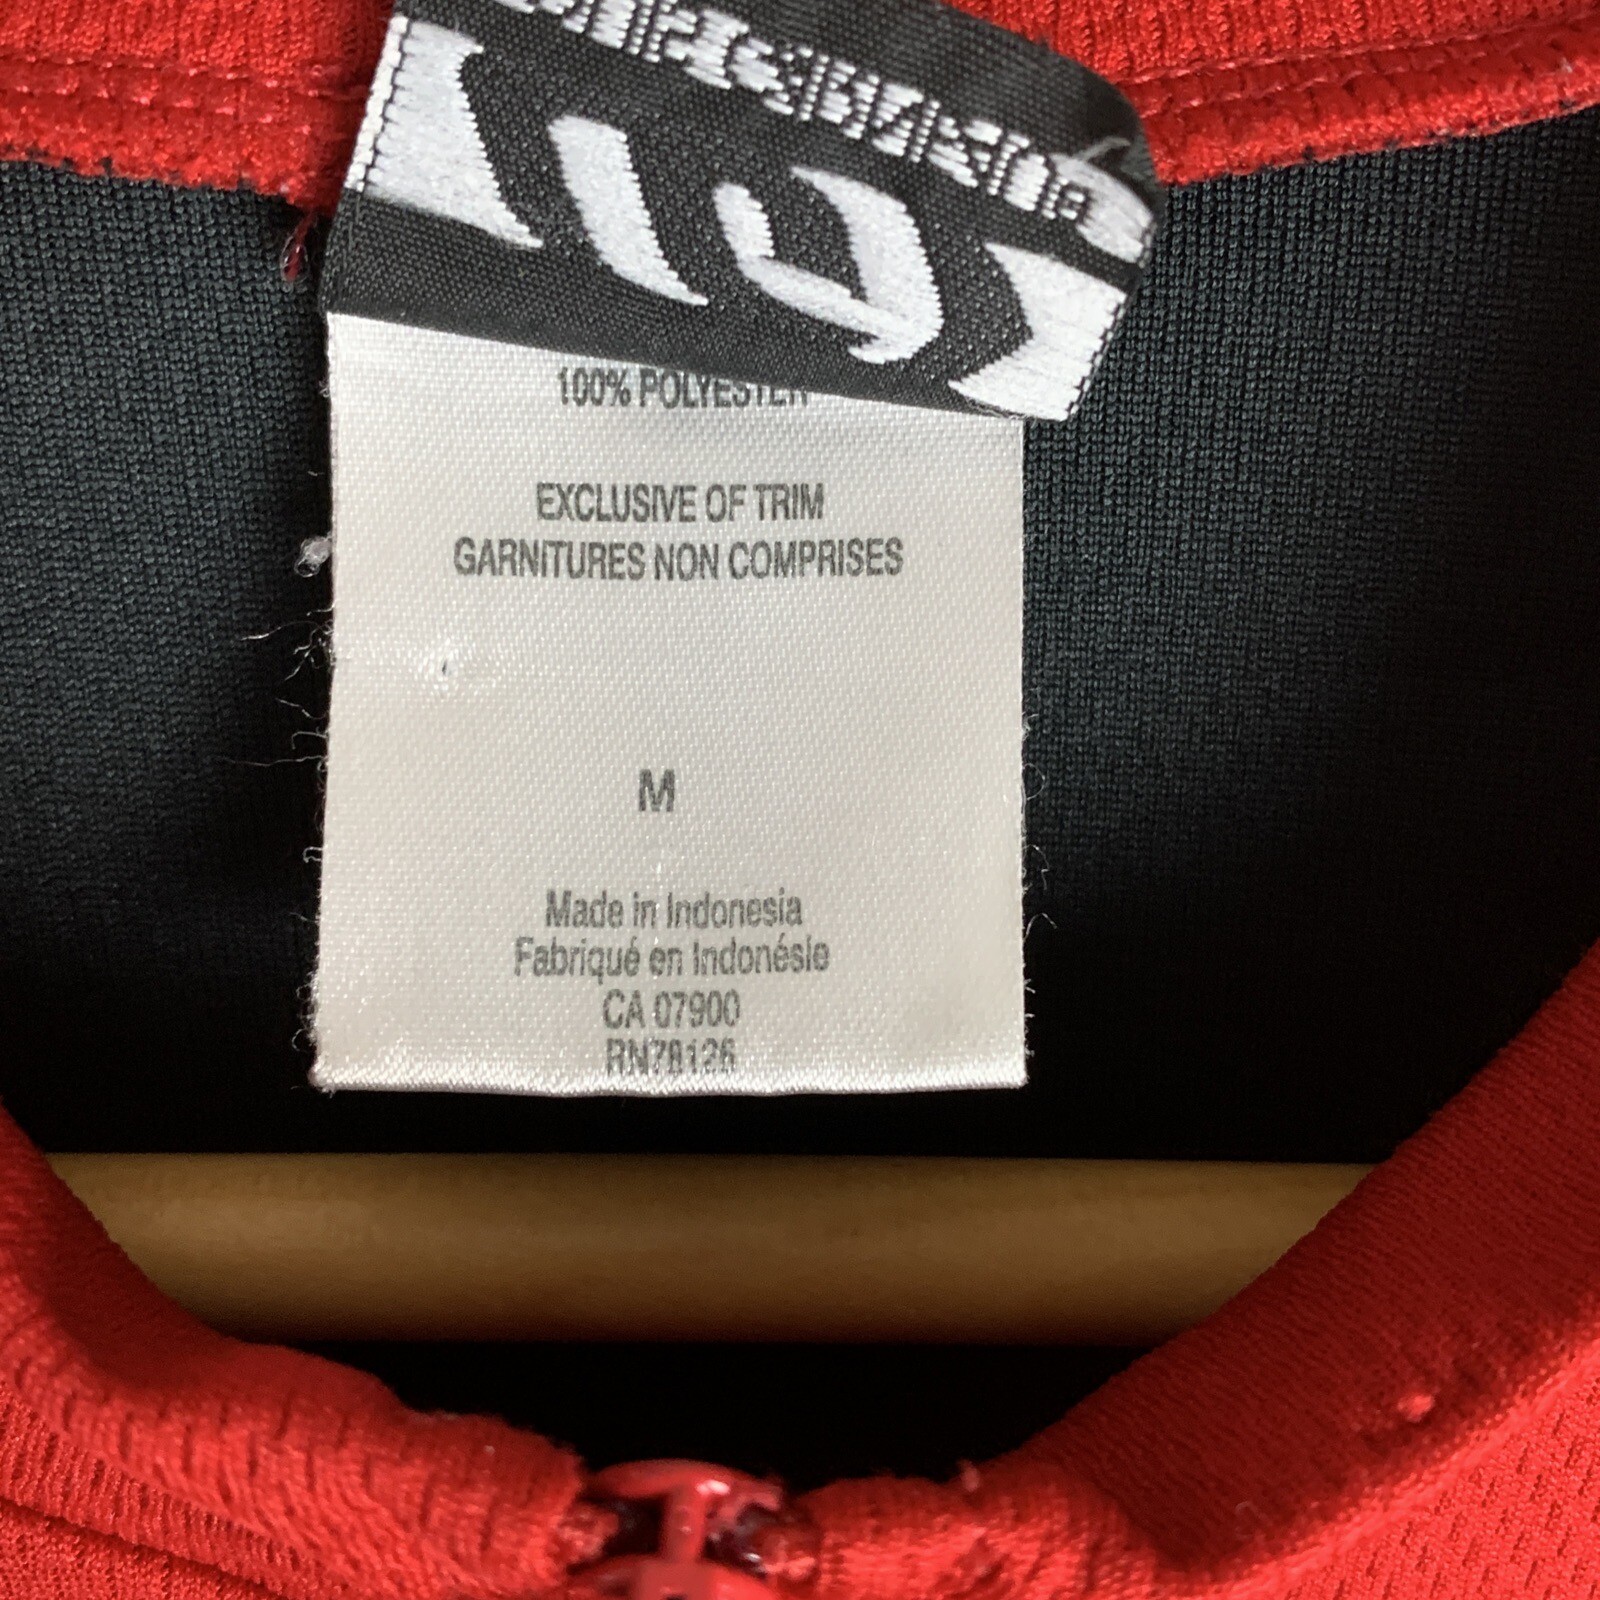 100% POLYESTER
EXCLUSIVE OF TRIM
GARNITURES NON COMPRISES
M
Made in Indonesia
Fabriqué en Indonésie
CA 07900
RN78126